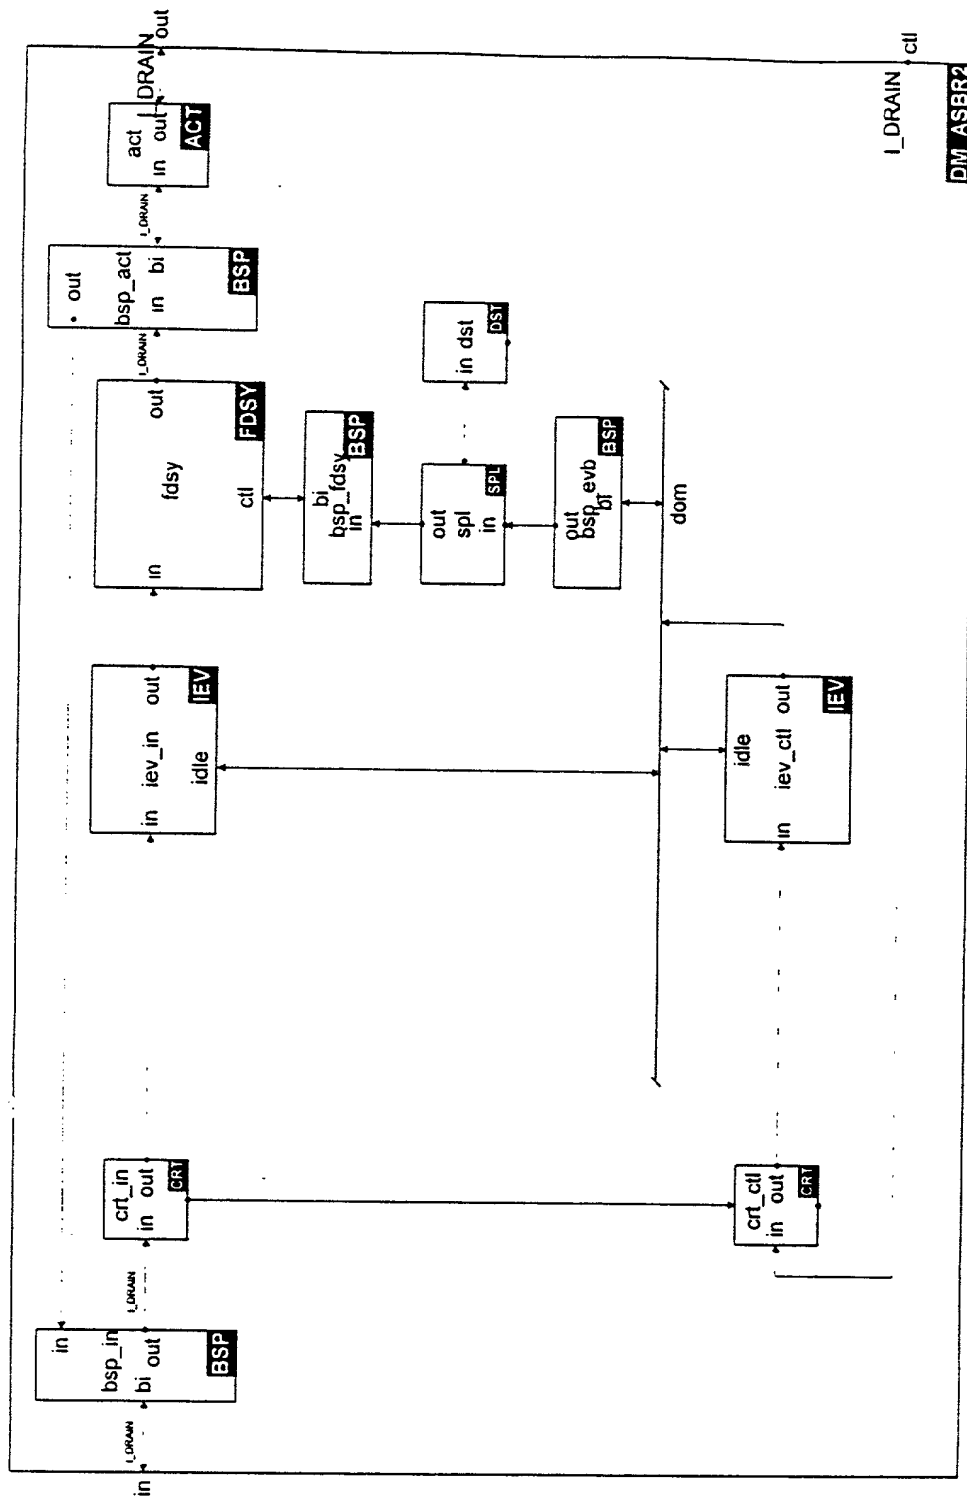 out
I_DRAIN
act
in out
ACT
I_DRAIN
out
bsp_act
in bi
BSP
I_DRAIN
out
fdsy
in
ctl
FDSY
bi
bsp_fdsy
in
BSP
out
spl
in
SPL
in dst
DST
out
bsp_evb
bi
BSP
dom
in iev_in out
idle
IEV
idle
in iev_ctl out
IEV
crt_in
in out
CRT
crt_ctl
in out
CRT
I_DRAIN
in
bsp_in
bi out
BSP
I_DRAIN
in
ctl
I_DRAIN
DM_ASBR2